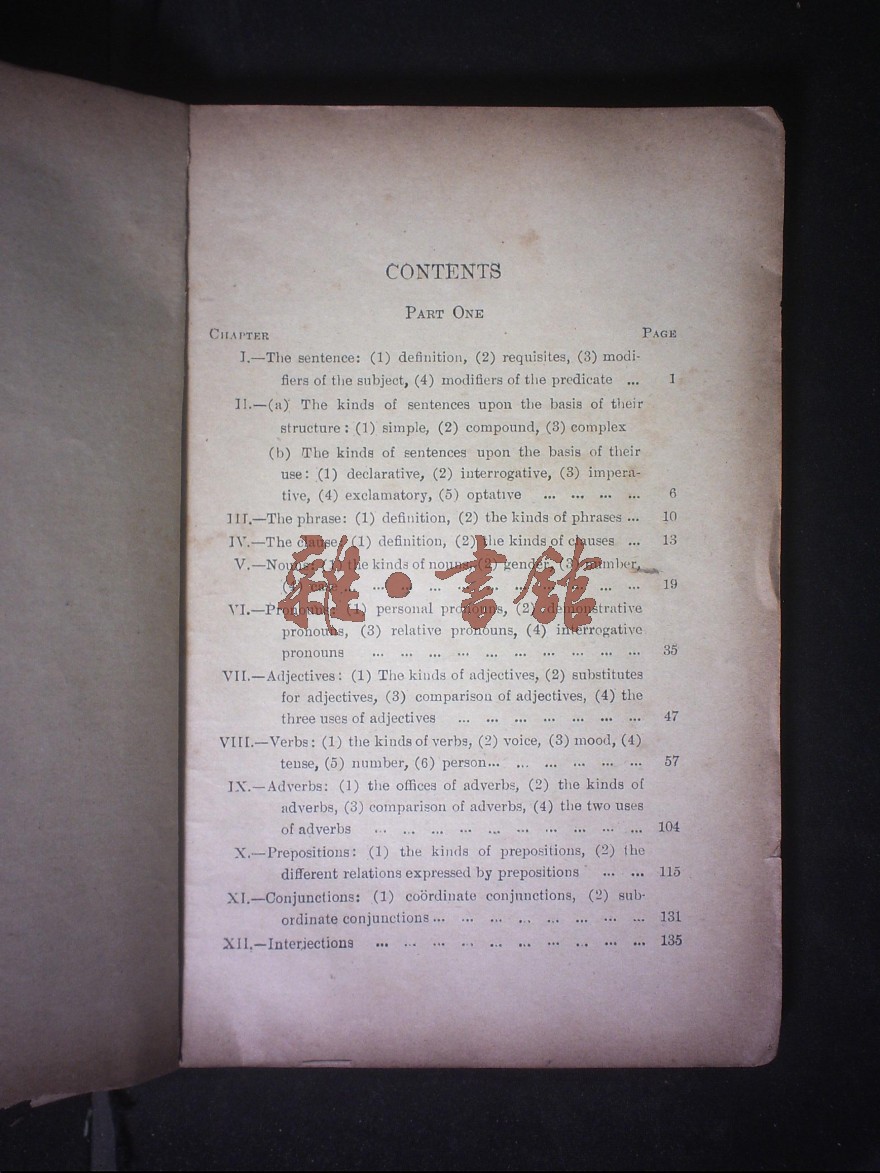 CONTENTS
PART ONE
CHAPTER PAGE
I.—The sentence: (1) definition, (2) requisites, (3) modi-
fiers of the subject, (4) modifiers of the predicate ... 1
II.—(a) The kinds of sentences upon the basis of their
structure: (1) simple, (2) compound, (3) complex
(b) The kinds of sentences upon the basis of their
use: (1) declarative, (2) interrogative, (3) impera-
tive, (4) exclamatory, (5) optative ... ... ... ... 6
III.—The phrase: (1) definition, (2) the kinds of phrases ... 10
IV.—The clause: (1) definition, (2) the kinds of clauses ... 13
V.—Nouns: (1) the kinds of nouns, (2) gender, (3) number,
(4) case ... ... ... ... ... ... ... ... ... ... ... 19
VI.—Pronouns: (1) personal pronouns, (2) demonstrative
pronouns, (3) relative pronouns, (4) interrogative
pronouns ... ... ... ... ... ... ... ... ... ... 35
VII.—Adjectives: (1) The kinds of adjectives, (2) substitutes
for adjectives, (3) comparison of adjectives, (4) the
three uses of adjectives ... ... ... ... ... ... ... 47
VIII.—Verbs: (1) the kinds of verbs, (2) voice, (3) mood, (4)
tense, (5) number, (6) person... ... ... ... ... ... 57
IX.—Adverbs: (1) the offices of adverbs, (2) the kinds of
adverbs, (3) comparison of adverbs, (4) the two uses
of adverbs ... ... ... ... ... ... ... ... ... ... 104
X.—Prepositions: (1) the kinds of prepositions, (2) the
different relations expressed by prepositions ... ... 115
XI.—Conjunctions: (1) coördinate conjunctions, (2) sub-
ordinate conjunctions ... ... ... ... ... ... ... ... 131
XII.—Interjections ... ... ... ... ... ... ... ... ... ... 135
雜·書館